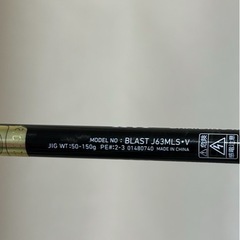 MODEL NO : BLAST J63MLS・V
JIG WT:50-150g PE#:2-3 01480740 MADE IN CHINA